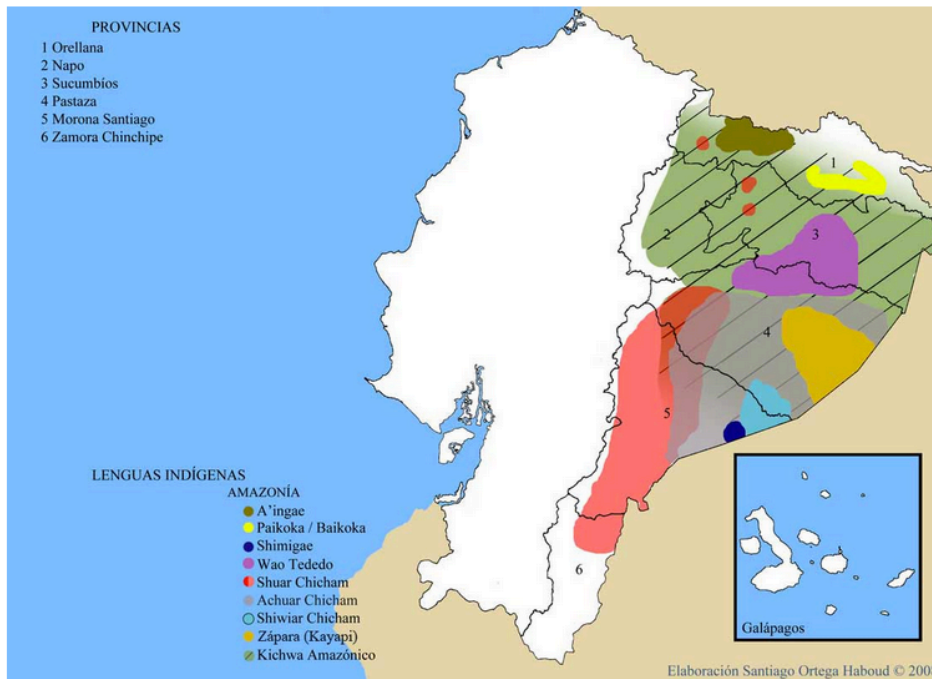 PROVINCIAS
1 Orellana
2 Napo
3 Sucumbíos
4 Pastaza
5 Morona Santiago
6 Zamora Chinchipe
1
2
3
4
5
6
LENGUAS INDÍGENAS
AMAZONÍA
A'ingae
Paikoka / Baikoka
Shimigae
Wao Tededo
Shuar Chicham
Achuar Chicham
Shiwiar Chicham
Zápara (Kayapi)
Kichwa Amazónico
Galápagos
Elaboración Santiago Ortega Haboud ©